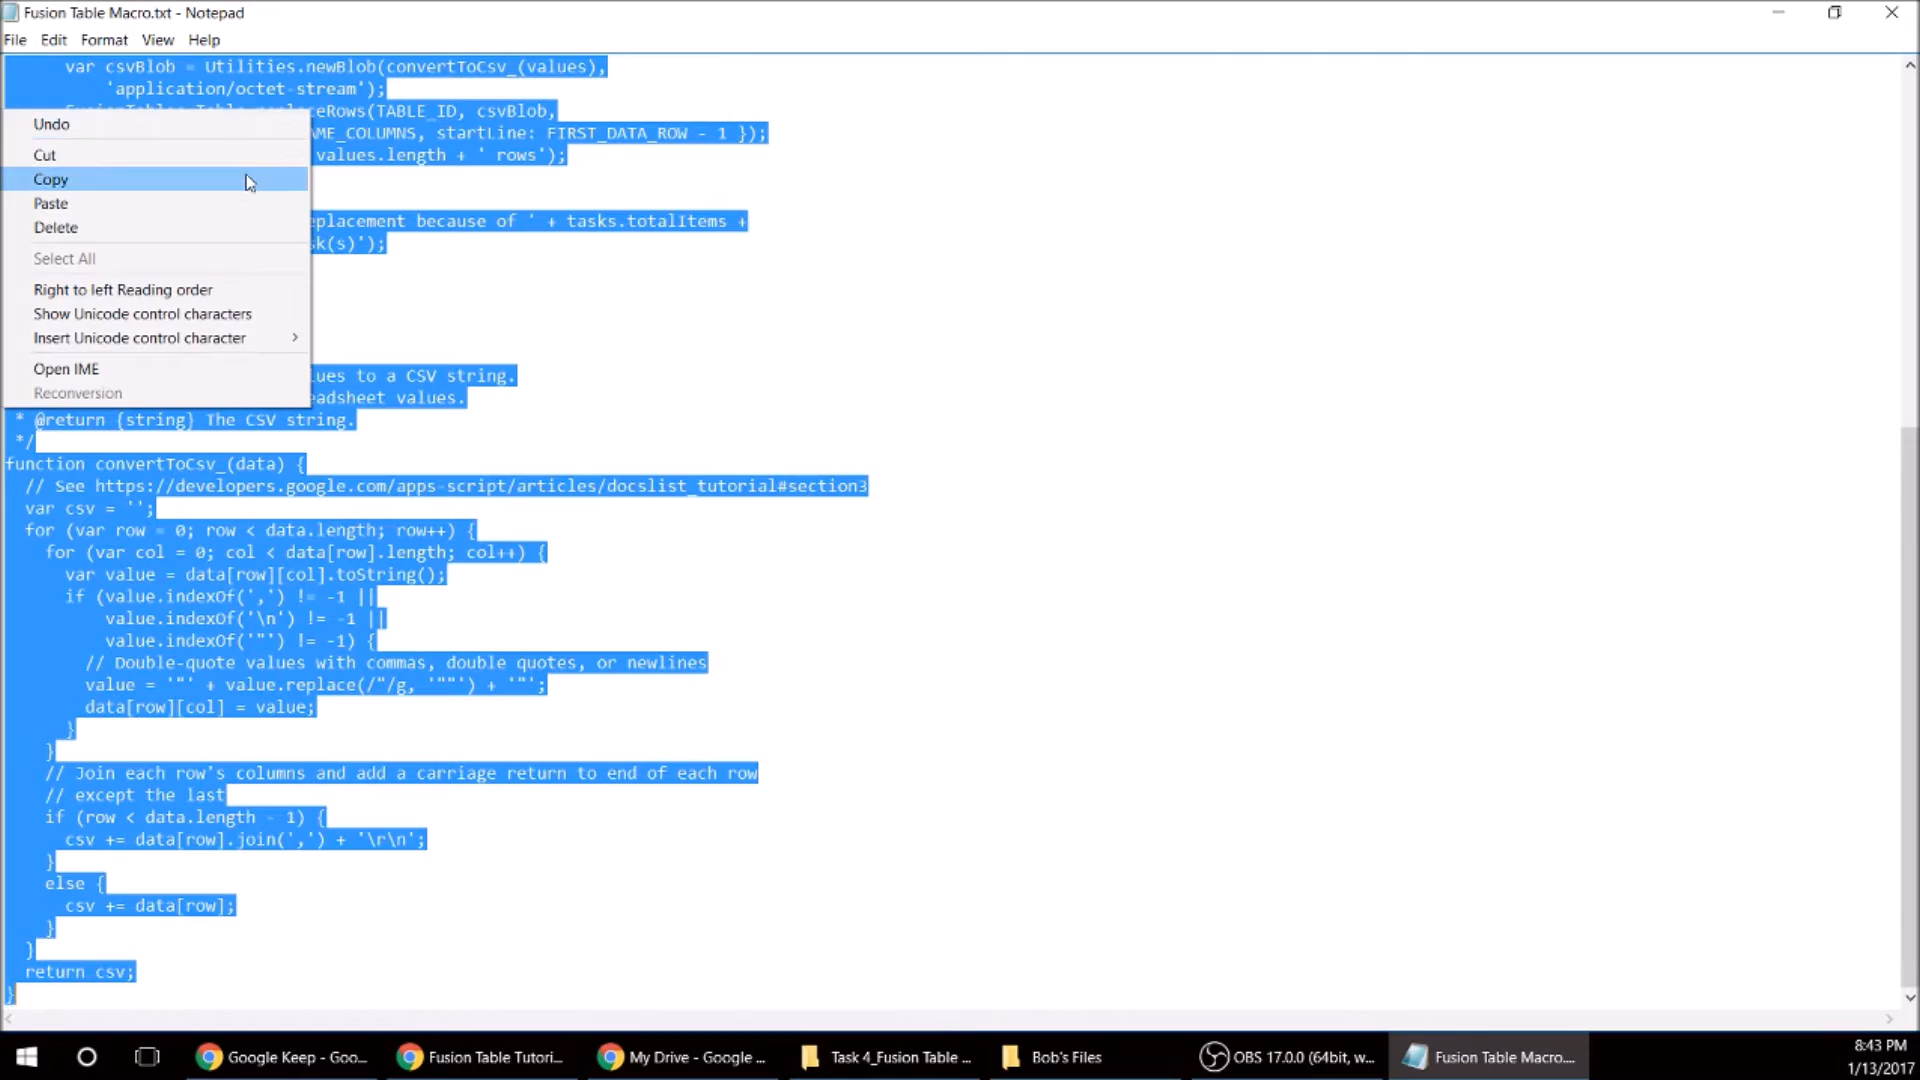 Fusion Table Macro.txt - Notepad
File Edit Format View Help
var csvBlob = Utilities.newBlob(convertToCsv_(values),
'application/octet-stream');
eRows(TABLE_ID, csvBlob,
Undo
ME_COLUMNS, startLine: FIRST_DATA_ROW - 1 });
Cut
values.length + ' rows');
Copy
Paste
placement because of ' + tasks.totalItems +
Delete
sk(s)');
Select All
Right to left Reading order
Show Unicode control characters
Insert Unicode control character
Open IME
ues to a CSV string.
Reconversion
eadsheet values.
* @return {string} The CSV string.
*/
function convertToCsv_(data) {
// See https://developers.google.com/apps-script/articles/docslist_tutorial#section3
var csv = '';
for (var row = 0; row < data.length; row++) {
for (var col = 0; col < data[row].length; col++) {
var value = data[row][col].toString();
if (value.indexOf(',') != -1 ||
value.indexOf('\n') != -1 ||
value.indexOf('"') != -1) {
// Double-quote values with commas, double quotes, or newlines
value = '"' + value.replace(/"/g, '""') + '"';
data[row][col] = value;
}
}
// Join each row's columns and add a carriage return to end of each row
// except the last
if (row < data.length - 1) {
csv += data[row].join(',') + '\r\n';
}
else {
csv += data[row];
}
}
return csv;
}
Google Keep - Goo... Fusion Table Tutori... My Drive - Google ... Task 4_Fusion Table ... Bob's Files OBS 17.0.0 (64bit, w... Fusion Table Macro....
8:43 PM
1/13/2017